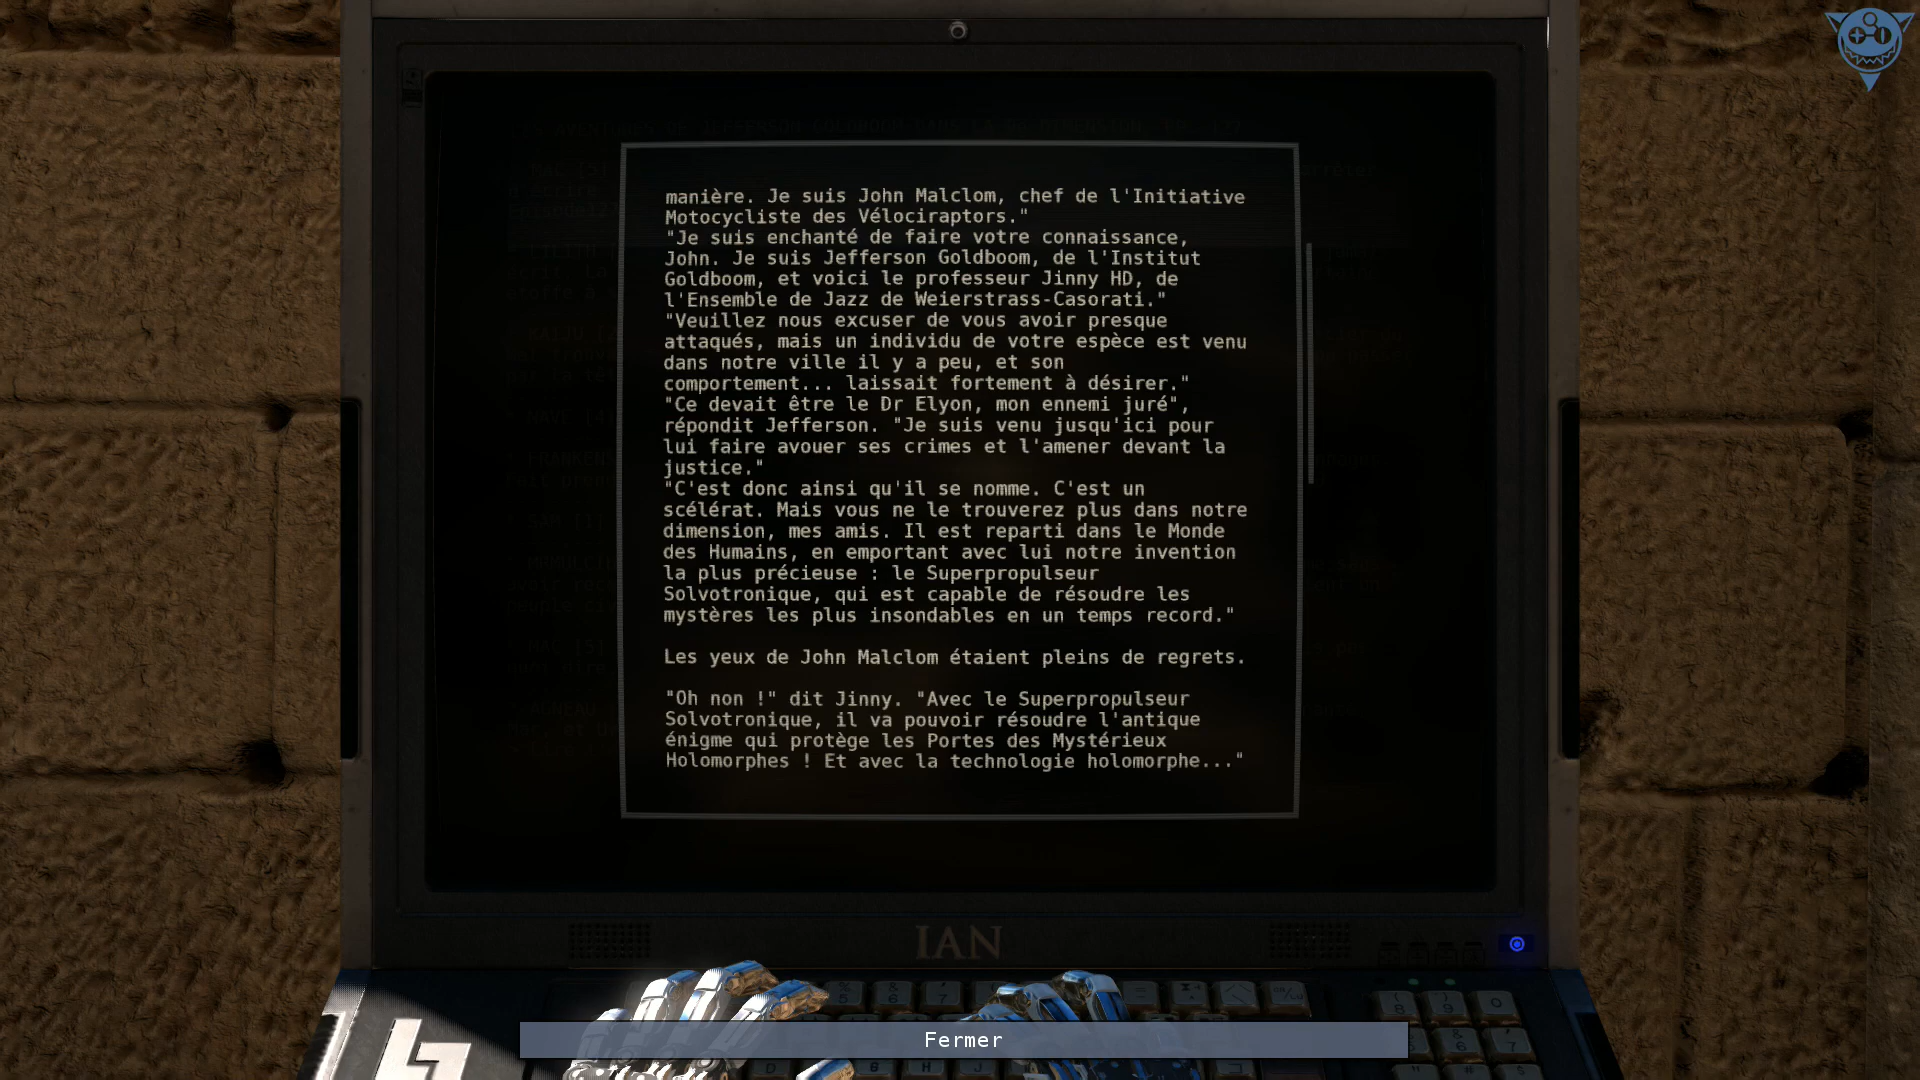 manière. Je suis John Malclom, chef de l'Initiative
Motocycliste des Vélociraptors."
"Je suis enchanté de faire votre connaissance,
John. Je suis Jefferson Goldboom, de l'Institut
Goldboom, et voici le professeur Jinny HD, de
l'Ensemble de Jazz de Weierstrass-Casorati."
"Veuillez nous excuser de vous avoir presque
attaqués, mais un individu de votre espèce est venu
dans notre ville il y a peu, et son
comportement... laissait fortement à désirer."
"Ce devait être le Dr Elyon, mon ennemi juré",
répondit Jefferson. "Je suis venu jusqu'ici pour
lui faire avouer ses crimes et l'amener devant la
justice."
"C'est donc ainsi qu'il se nomme. C'est un
scélérat. Mais vous ne le trouverez plus dans notre
dimension, mes amis. Il est reparti dans le Monde
des Humains, en emportant avec lui notre invention
la plus précieuse : le Superpropulseur
Solvotronique, qui est capable de résoudre les
mystères les plus insondables en un temps record."
Les yeux de John Malclom étaient pleins de regrets.
"Oh non !" dit Jinny. "Avec le Superpropulseur
Solvotronique, il va pouvoir résoudre l'antique
énigme qui protège les Portes des Mystérieux
Holomorphes ! Et avec la technologie holomorphe..."
IAN
Fermer